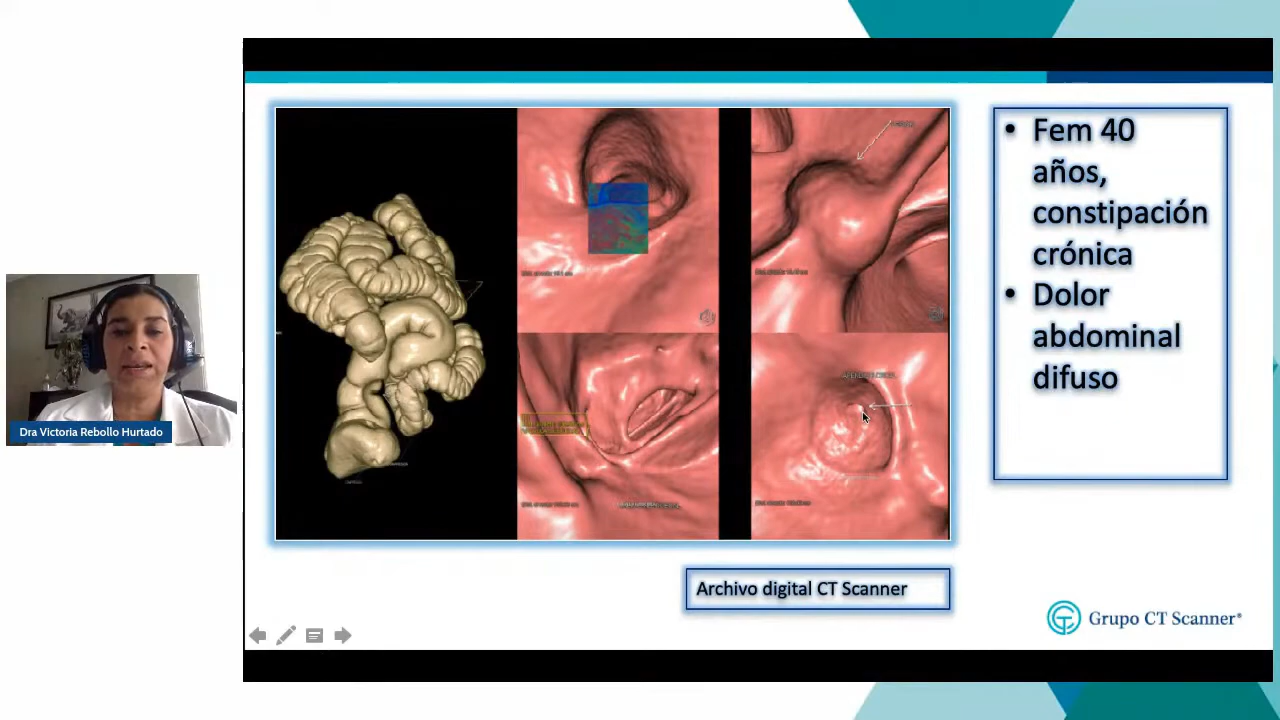 • Fem 40
años,
constipación
crónica
• Dolor
abdominal
difuso
Dra Victoria Rebollo Hurtado
Archivo digital CT Scanner
Grupo CT Scanner®